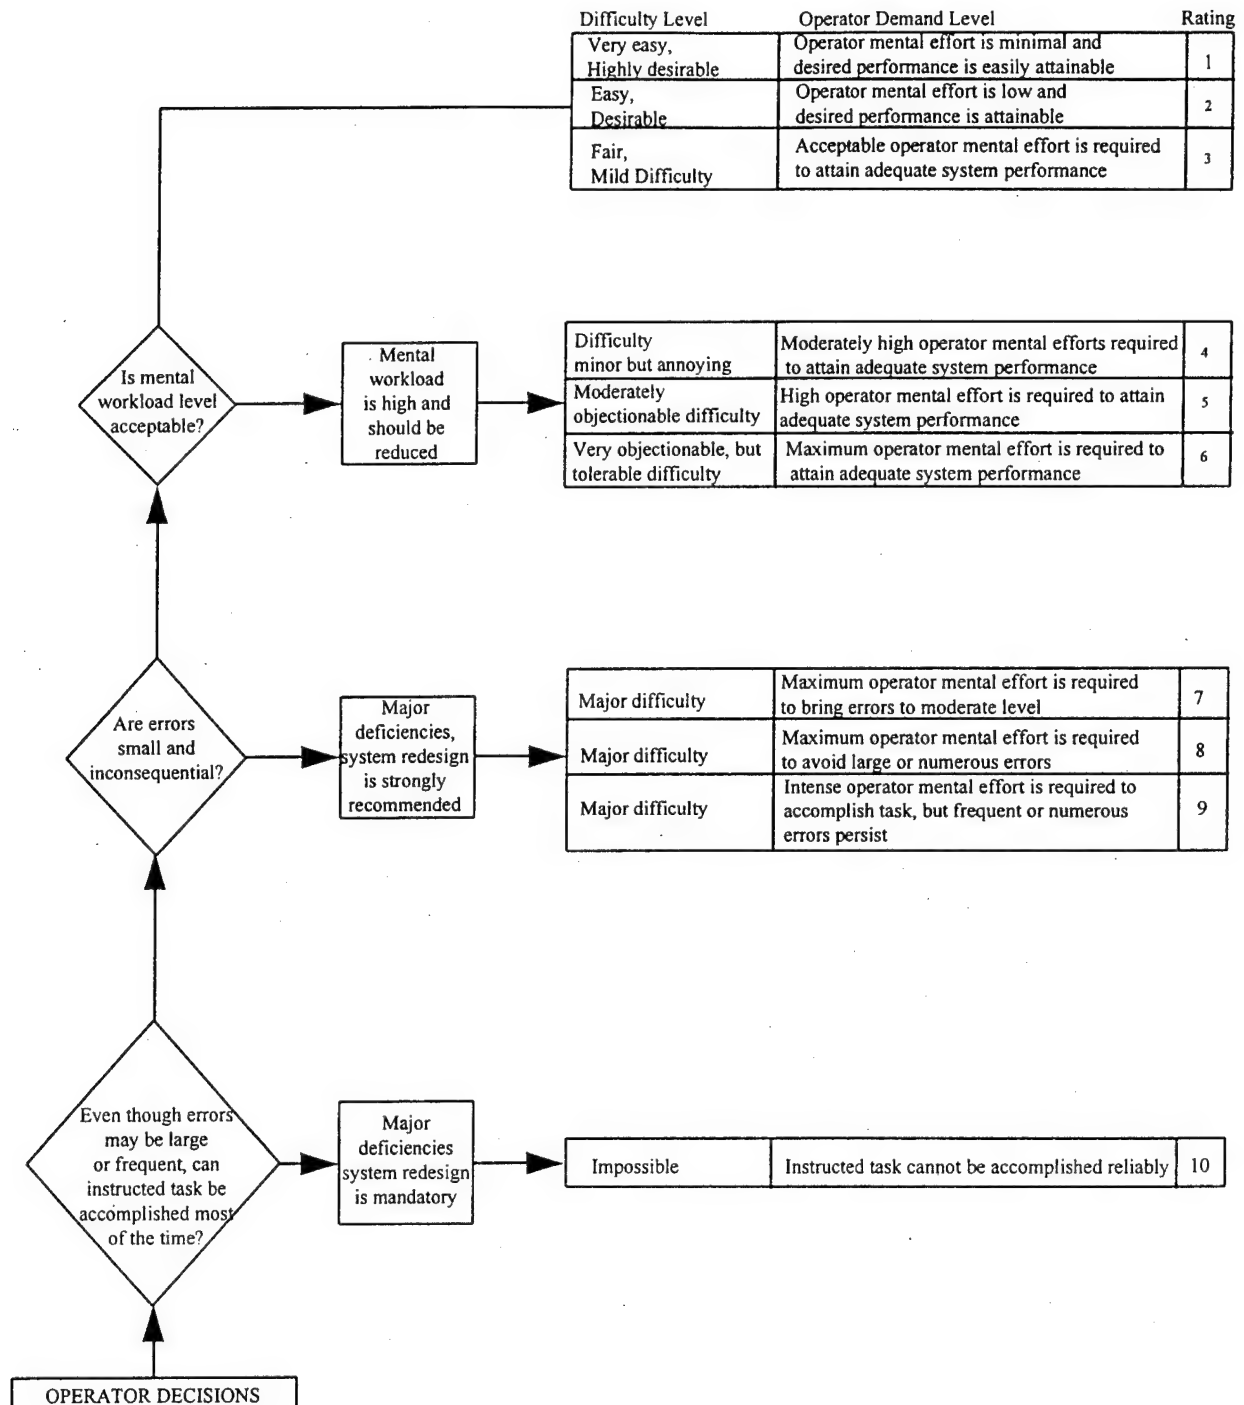 Difficulty Level Operator Demand Level Rating
Very easy, Operator mental effort is minimal and
Highly desirable desired performance is easily attainable 1
Easy, Operator mental effort is low and
Desirable desired performance is attainable 2
Fair, Acceptable operator mental effort is required
Mild Difficulty to attain adequate system performance 3
Is mental
workload level
acceptable?
Mental
workload
is high and
should be
reduced
Difficulty Moderately high operator mental efforts required
minor but annoying to attain adequate system performance 4
Moderately High operator mental effort is required to attain
objectionable difficulty adequate system performance 5
Very objectionable, but Maximum operator mental effort is required to
tolerable difficulty attain adequate system performance 6
Are errors
small and
inconsequential?
Major
deficiencies,
system redesign
is strongly
recommended
Major difficulty Maximum operator mental effort is required
to bring errors to moderate level 7
Major difficulty Maximum operator mental effort is required
to avoid large or numerous errors 8
Major difficulty Intense operator mental effort is required to
accomplish task, but frequent or numerous
errors persist 9
Even though errors
may be large
or frequent, can
instructed task be
accomplished most
of the time?
Major
deficiencies
system redesign
is mandatory
Impossible Instructed task cannot be accomplished reliably 10
OPERATOR DECISIONS